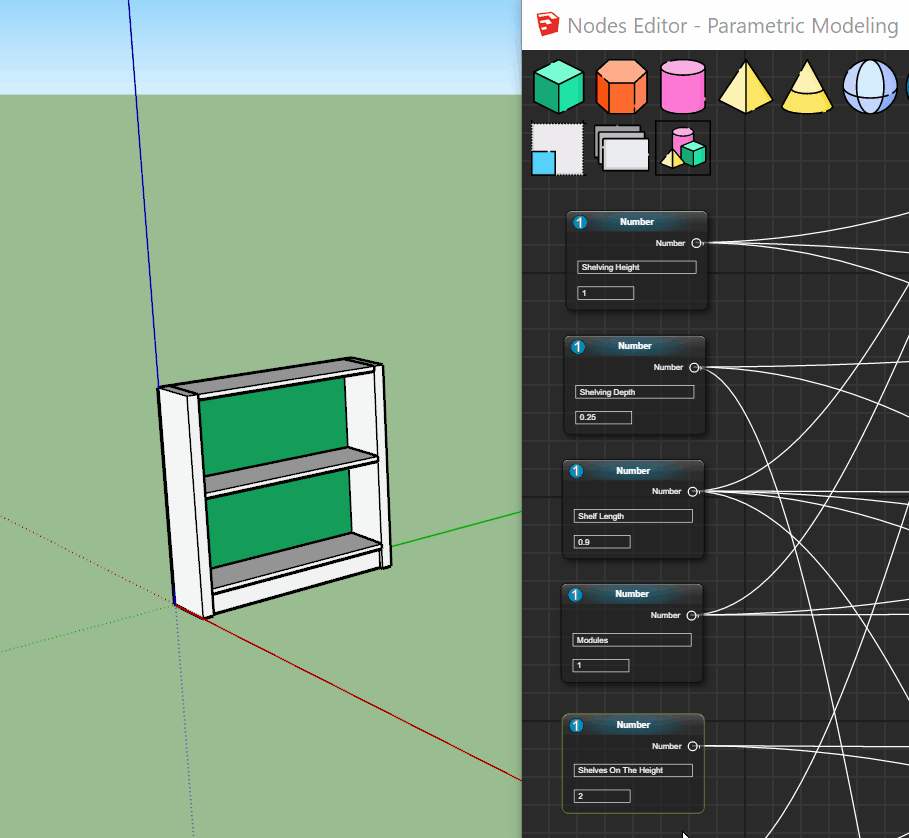 Nodes Editor - Parametric Modeling
1 Number
Number
Shelving Height
1
1 Number
Number
Shelving Depth
0.25
1 Number
Number
Shelf Length
0.9
1 Number
Number
Modules
1
1 Number
Number
Shelves On The Height
2